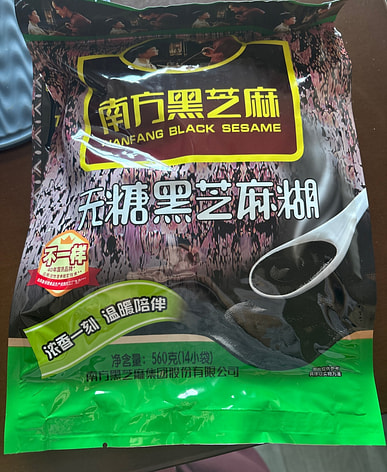 南方黑芝麻
NANFANG BLACK SESAME
无糖黑芝麻糊
不一样
浓香一刻 温暖陪伴
净含量：560克(14小袋)
南方黑芝麻集团股份有限公司